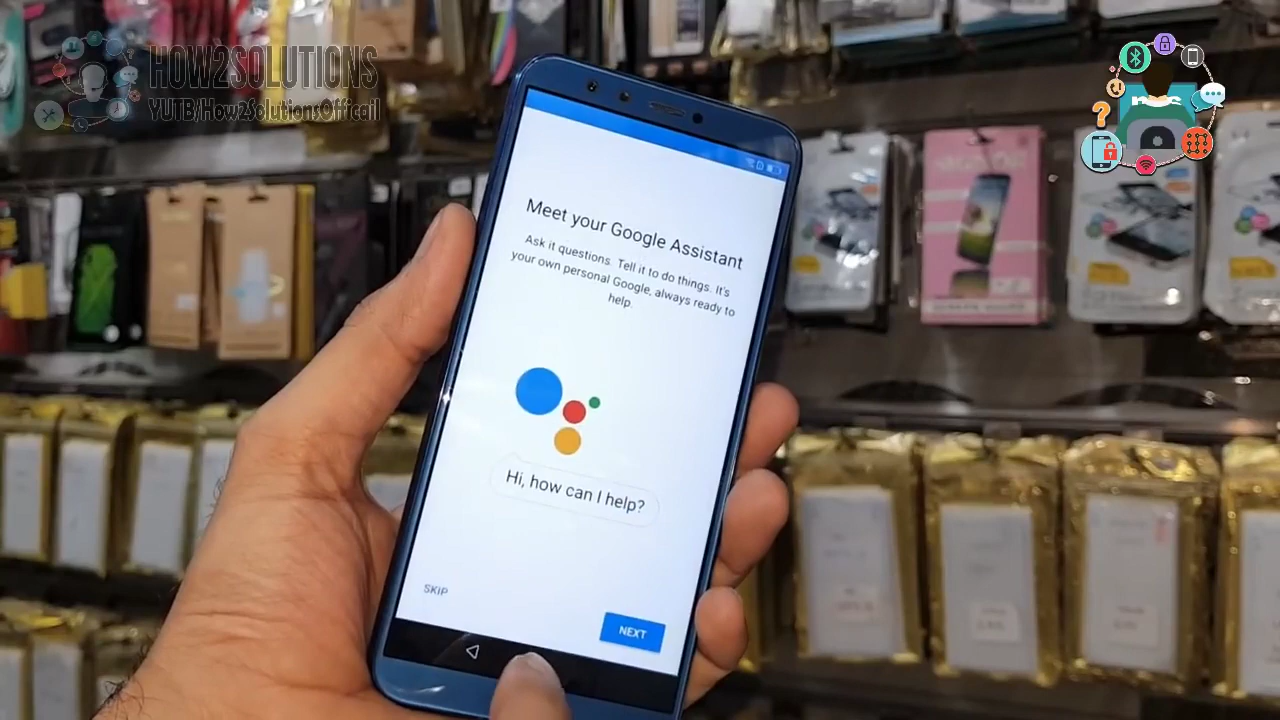 HOW2SOLUTIONS
YUTB/How2SolutionsOffcail
Meet your Google Assistant
Ask it questions. Tell it to do things. It's
your own personal Google, always ready to
help.
Hi, how can I help?
SKIP
NEXT